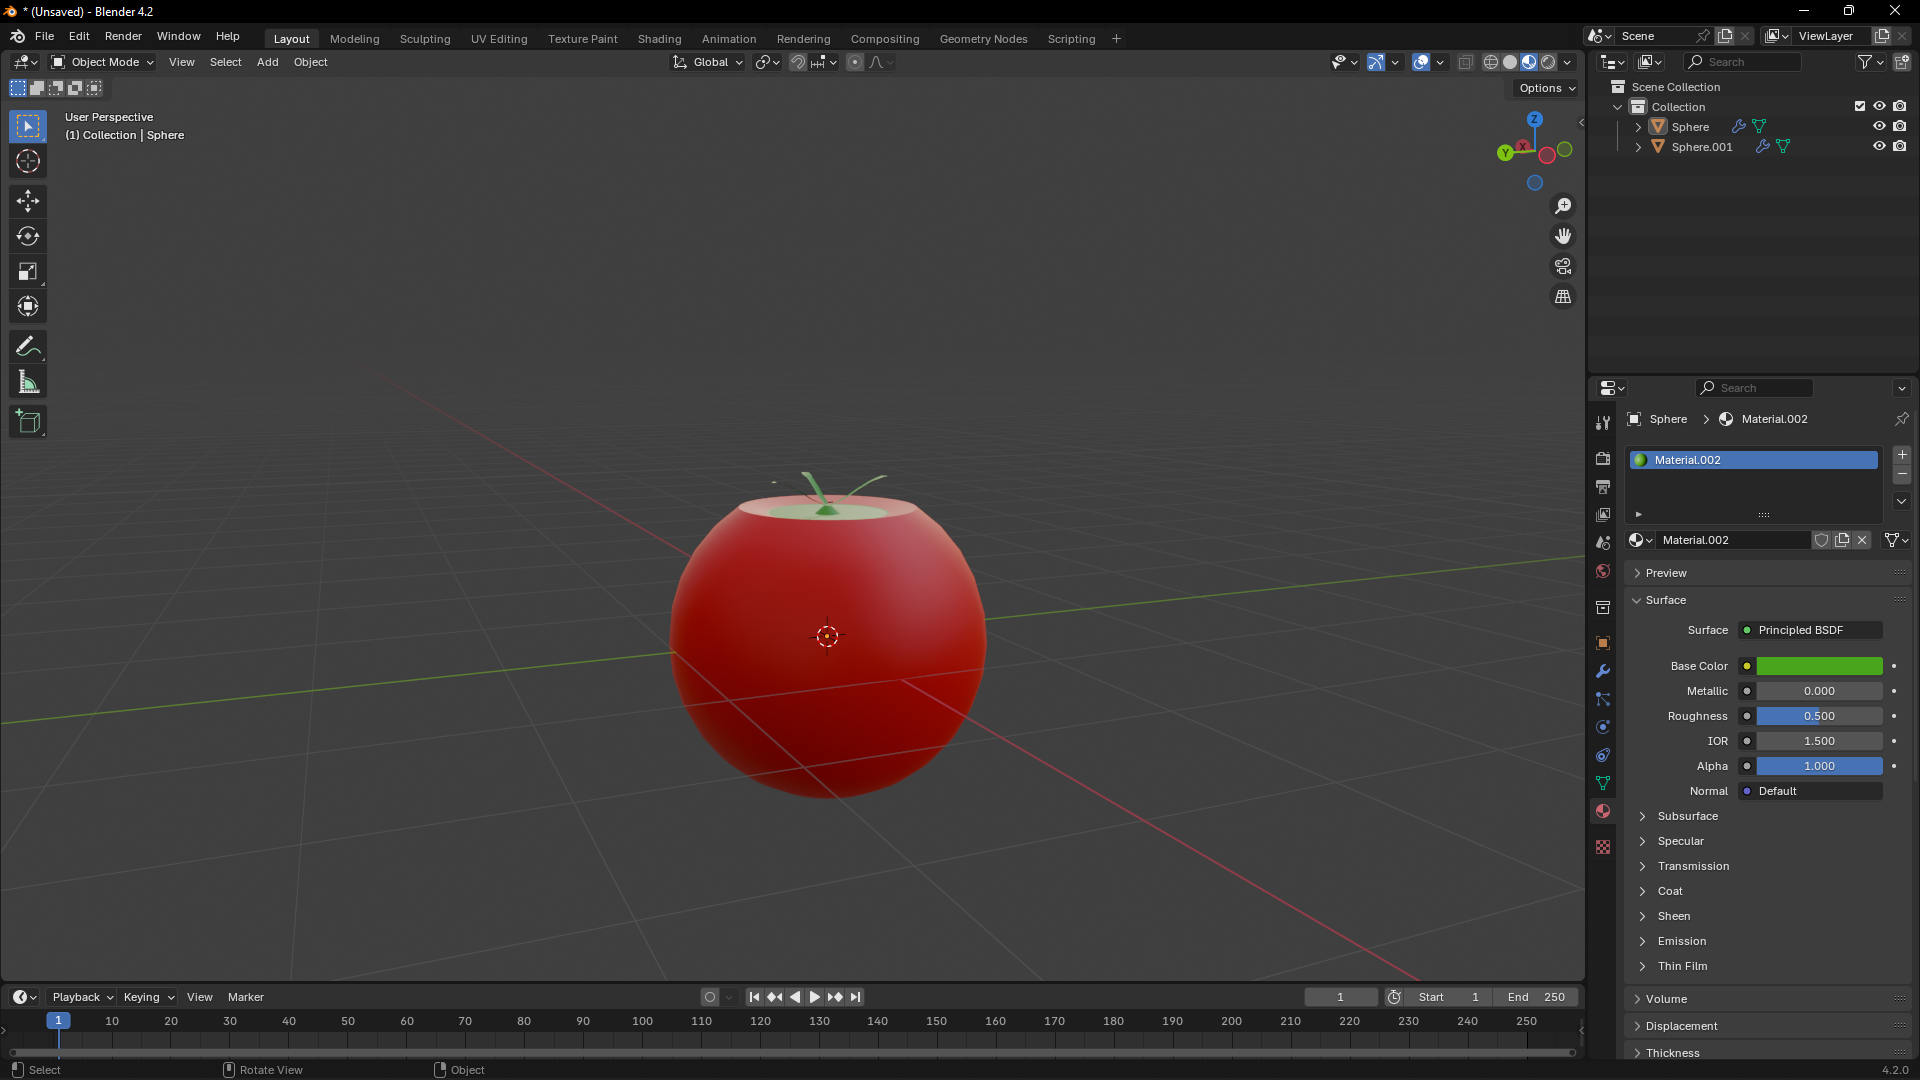 * (Unsaved) - Blender 4.2
File Edit Render Window Help Layout Modeling Sculpting UV Editing Texture Paint Shading Animation Rendering Compositing Geometry Nodes Scripting + Scene ViewLayer
Object Mode View Select Add Object Global Search
Options
User Perspective
(1) Collection | Sphere
Z
X
Y
Scene Collection
Collection
Sphere
Sphere.001
Search
Sphere > Material.002
Material.002
Material.002
Preview
Surface
Surface Principled BSDF
Base Color
Metallic 0.000
Roughness 0.500
IOR 1.500
Alpha 1.000
Normal Default
Subsurface
Specular
Transmission
Coat
Sheen
Emission
Thin Film
Volume
Displacement
Thickness
Playback Keying View Marker 1 Start 1 End 250
1 10 20 30 40 50 60 70 80 90 100 110 120 130 140 150 160 170 180 190 200 210 220 230 240 250
Select Rotate View Object 4.2.0